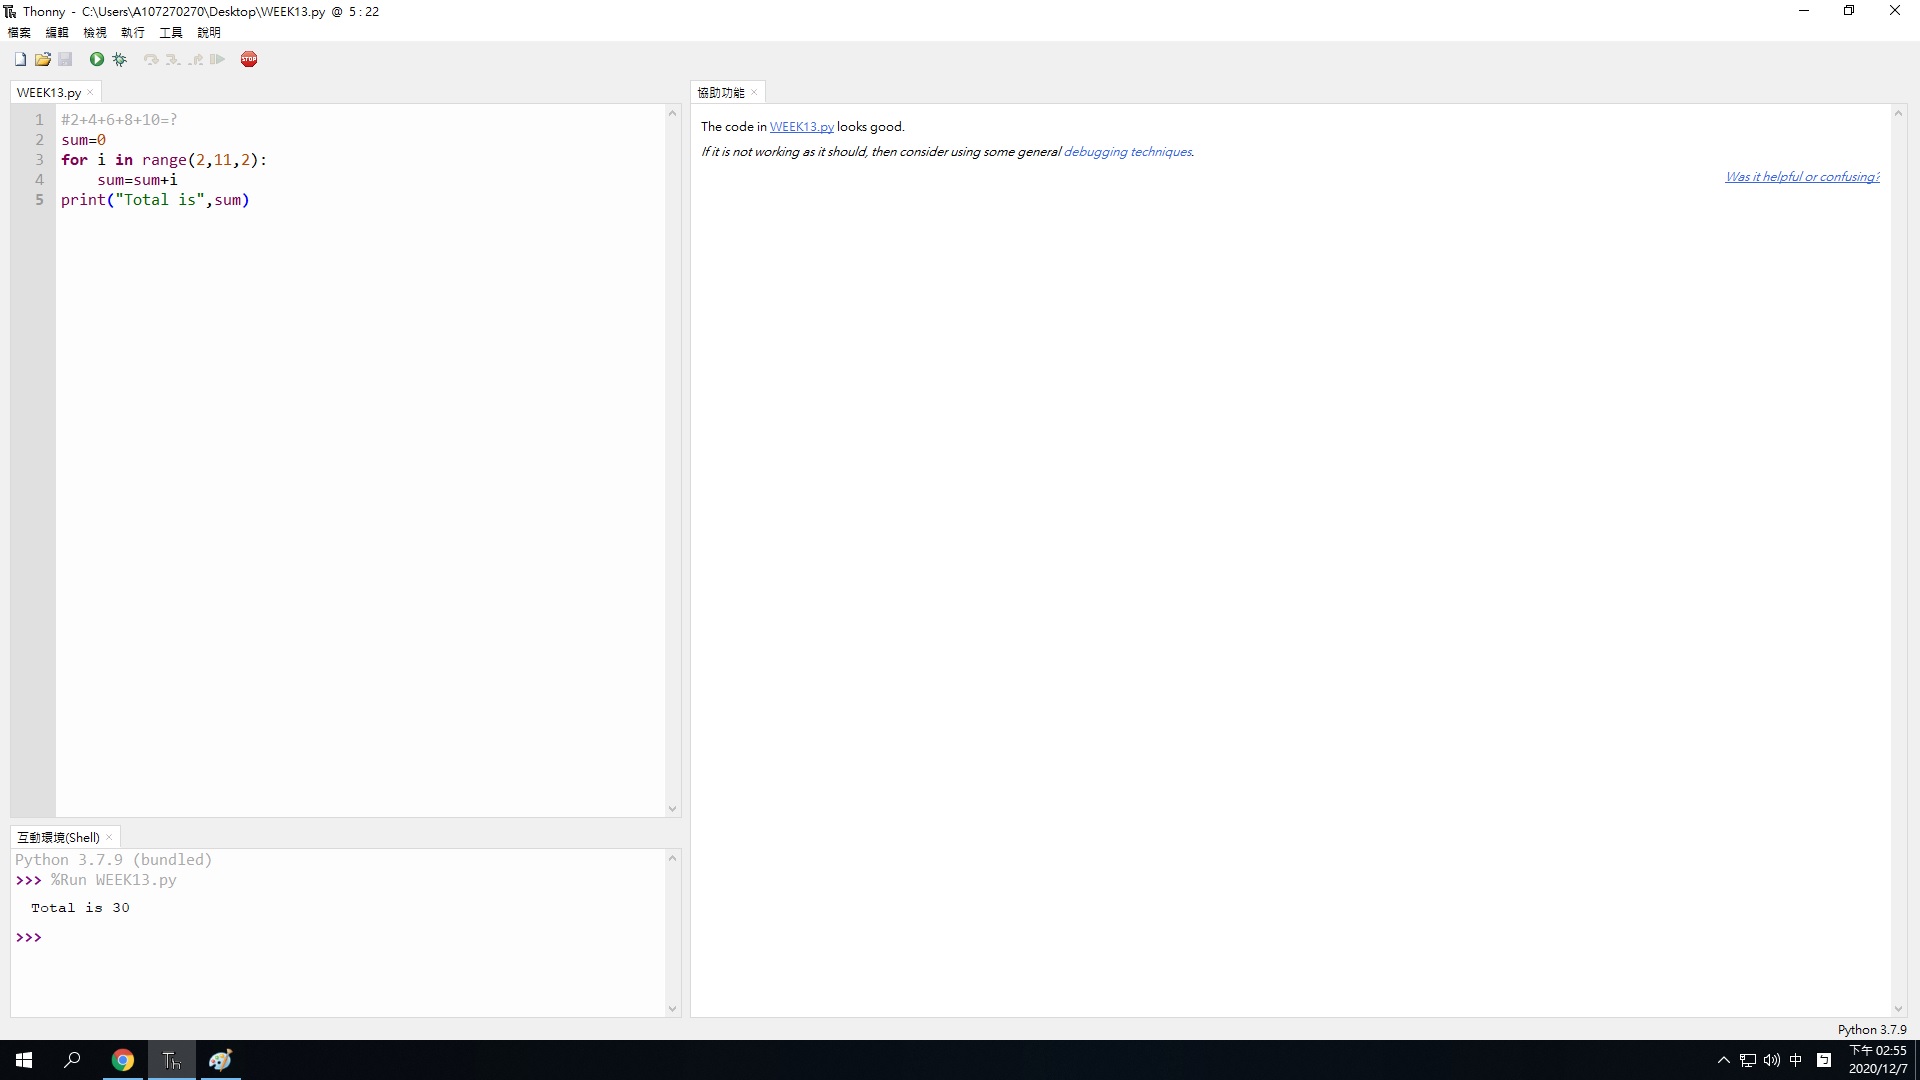 Thonny - C:\Users\A107270270\Desktop\WEEK13.py @ 5 : 22
檔案 編輯 檢視 執行 工具 說明
STOP
WEEK13.py ×
1 #2+4+6+8+10=?
2 sum=0
3 for i in range(2,11,2):
4     sum=sum+i
5 print("Total is",sum)
互動環境(Shell) ×
Python 3.7.9 (bundled)
>>> %Run WEEK13.py
Total is 30
>>>
協助功能 ×
The code in WEEK13.py looks good.
If it is not working as it should, then consider using some general debugging techniques.
Was it helpful or confusing?
Python 3.7.9
Th
中
ㄅ
下午 02:55
2020/12/7